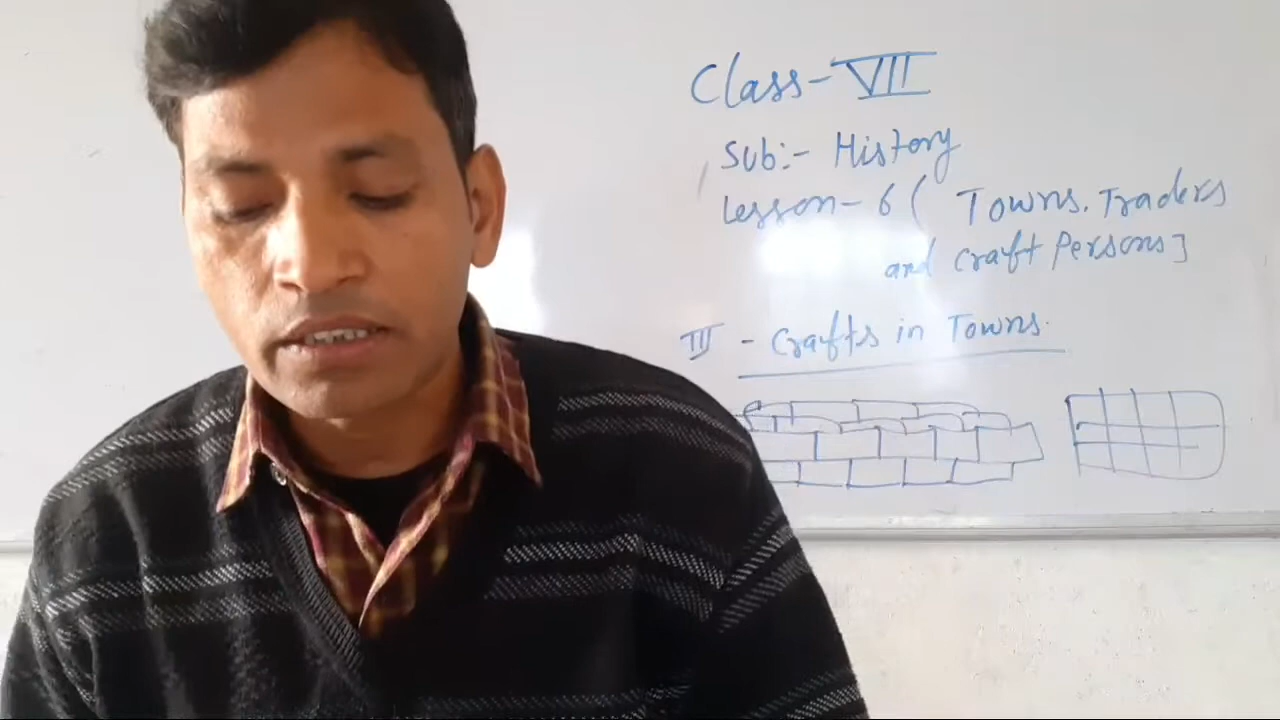 Class-VII
Sub:- History
Lesson- 6 ( Towns. Traders
and craft Persons]
III - Crafts in Towns.